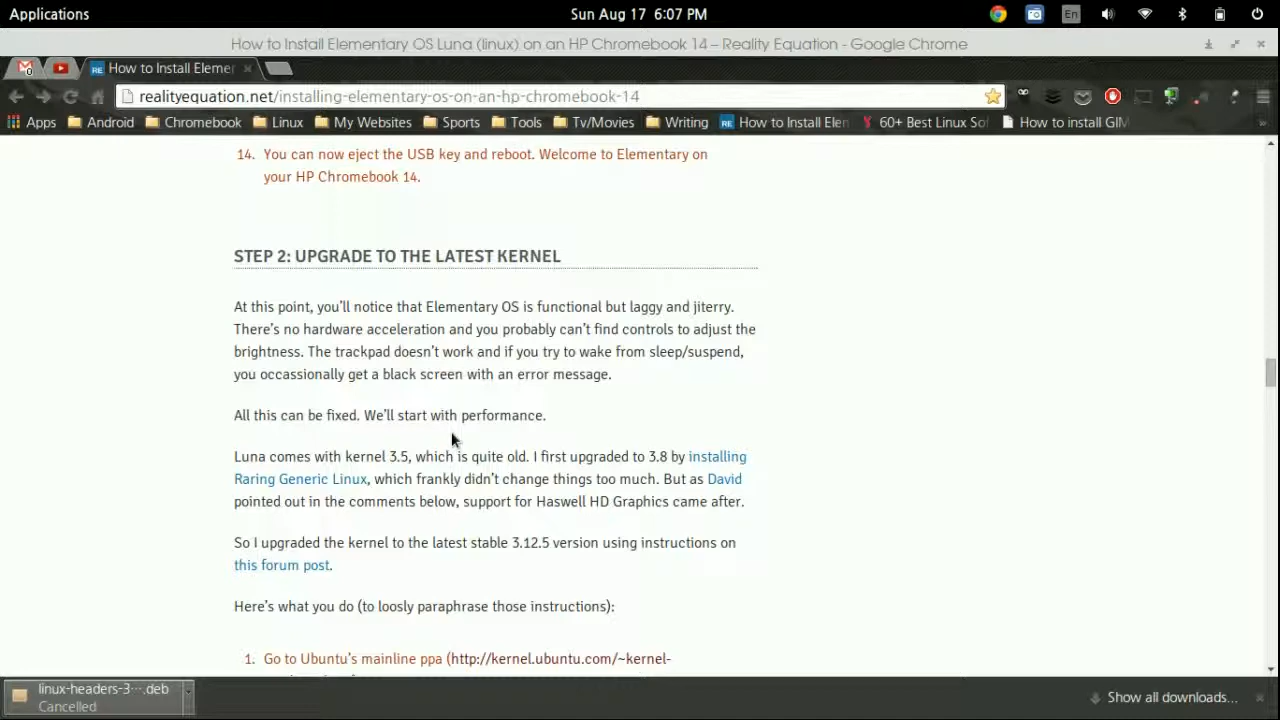 Applications
Sun Aug 17 6:07 PM
En
How to Install Elementary OS Luna (linux) on an HP Chromebook 14 – Reality Equation - Google Chrome
0
RE How to Install Eleme
realityequation.net/installing-elementary-os-on-an-hp-chromebook-14
Apps Android Chromebook Linux My Websites Sports Tools Tv/Movies Writing RE How to Install Elen 60+ Best Linux So How to install GIM
14. You can now eject the USB key and reboot. Welcome to Elementary on
your HP Chromebook 14.
STEP 2: UPGRADE TO THE LATEST KERNEL
At this point, you'll notice that Elementary OS is functional but laggy and jiterry.
There's no hardware acceleration and you probably can't find controls to adjust the
brightness. The trackpad doesn't work and if you try to wake from sleep/suspend,
you occassionally get a black screen with an error message.
All this can be fixed. We'll start with performance.
Luna comes with kernel 3.5, which is quite old. I first upgraded to 3.8 by installing
Raring Generic Linux, which frankly didn't change things too much. But as David
pointed out in the comments below, support for Haswell HD Graphics came after.
So I upgraded the kernel to the latest stable 3.12.5 version using instructions on
this forum post.
Here's what you do (to loosly paraphrase those instructions):
1. Go to Ubuntu's mainline ppa (http://kernel.ubuntu.com/~kernel-
linux-headers-3….deb
Cancelled
Show all downloads...